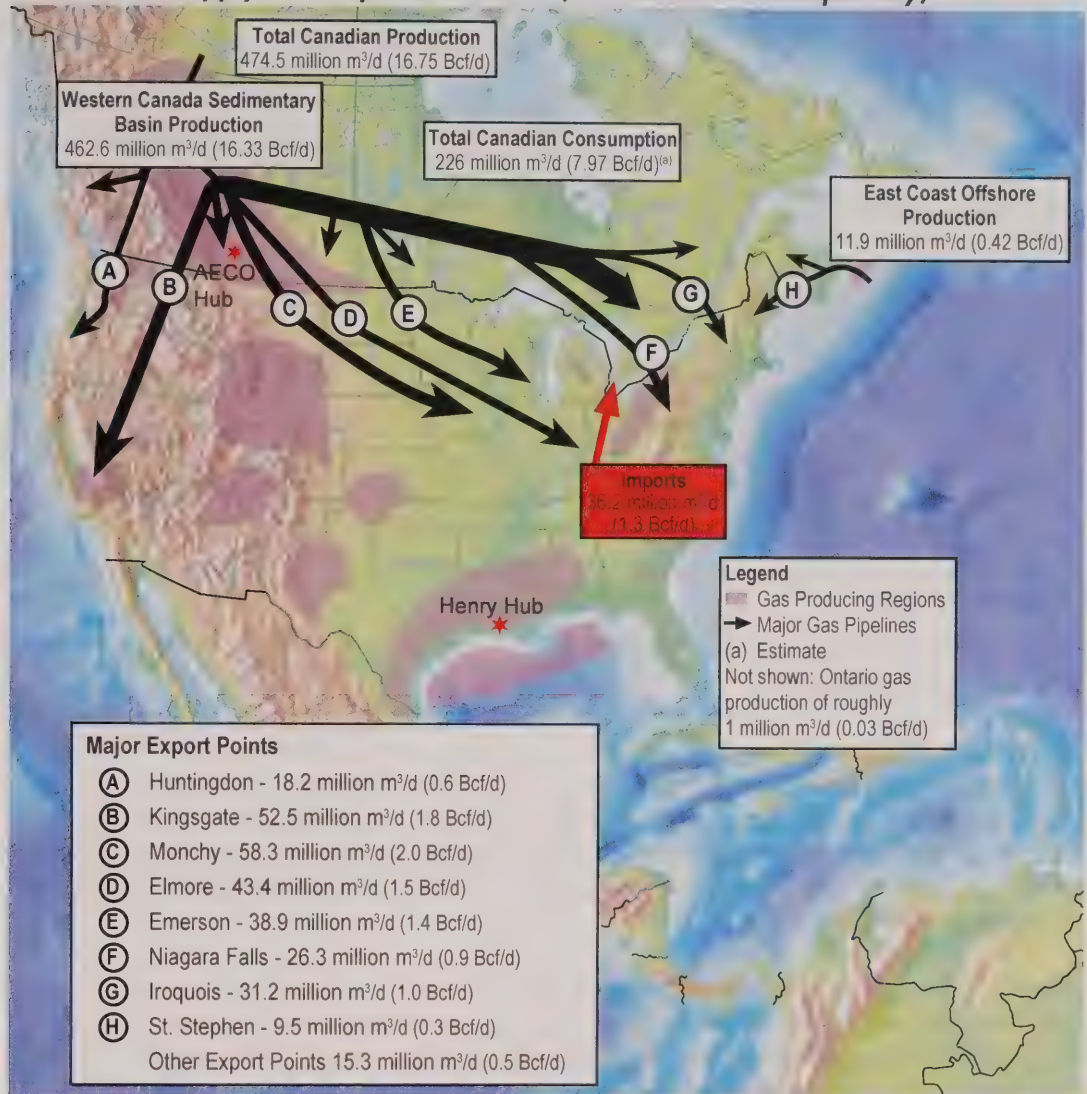 Total Canadian Production
474.5 million m³/d (16.75 Bcf/d)
Western Canada Sedimentary
Basin Production
462.6 million m³/d (16.33 Bcf/d)
Total Canadian Consumption
226 million m³/d (7.97 Bcf/d)(a)
East Coast Offshore
Production
11.9 million m³/d (0.42 Bcf/d)
A
B
AECO
Hub
C
D
E
F
G
H
Imports
36.2 million m³/d
(1.3 Bcf/d)
Henry Hub
Legend
Gas Producing Regions
Major Gas Pipelines
(a) Estimate
Not shown: Ontario gas
production of roughly
1 million m³/d (0.03 Bcf/d)
Major Export Points
A Huntingdon - 18.2 million m³/d (0.6 Bcf/d)
B Kingsgate - 52.5 million m³/d (1.8 Bcf/d)
C Monchy - 58.3 million m³/d (2.0 Bcf/d)
D Elmore - 43.4 million m³/d (1.5 Bcf/d)
E Emerson - 38.9 million m³/d (1.4 Bcf/d)
F Niagara Falls - 26.3 million m³/d (0.9 Bcf/d)
G Iroquois - 31.2 million m³/d (1.0 Bcf/d)
H St. Stephen - 9.5 million m³/d (0.3 Bcf/d)
Other Export Points 15.3 million m³/d (0.5 Bcf/d)